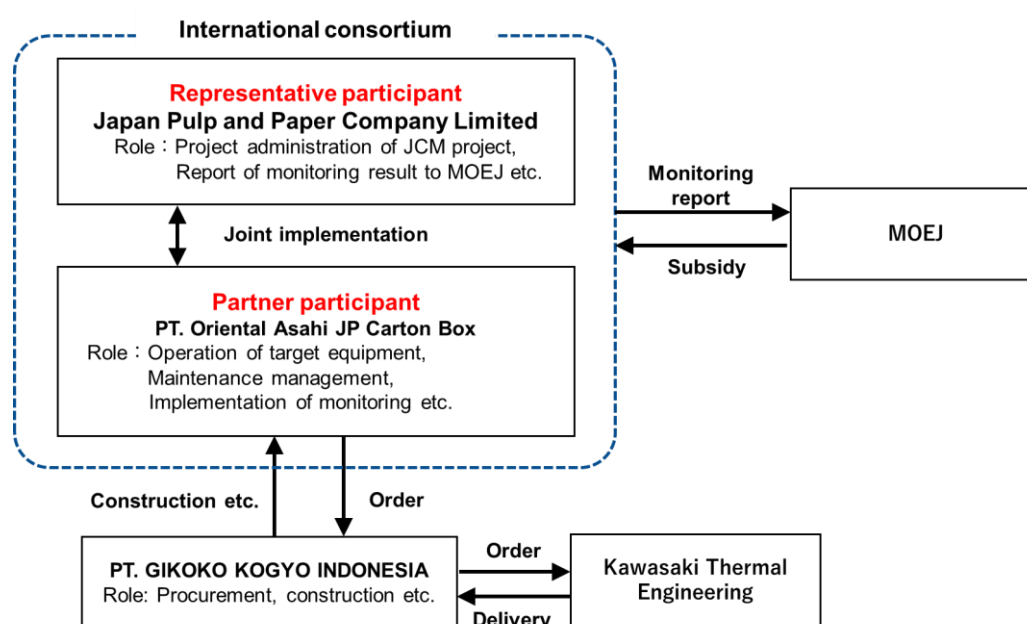 International consortium
Representative participant
Japan Pulp and Paper Company Limited
Role：Project administration of JCM project,
Report of monitoring result to MOEJ etc.
Joint implementation
Partner participant
PT. Oriental Asahi JP Carton Box
Role：Operation of target equipment,
Maintenance management,
Implementation of monitoring etc.
Monitoring
report
Subsidy
MOEJ
Construction etc.
Order
PT. GIKOKO KOGYO INDONESIA
Role: Procurement, construction etc.
Order
Delivery
Kawasaki Thermal
Engineering